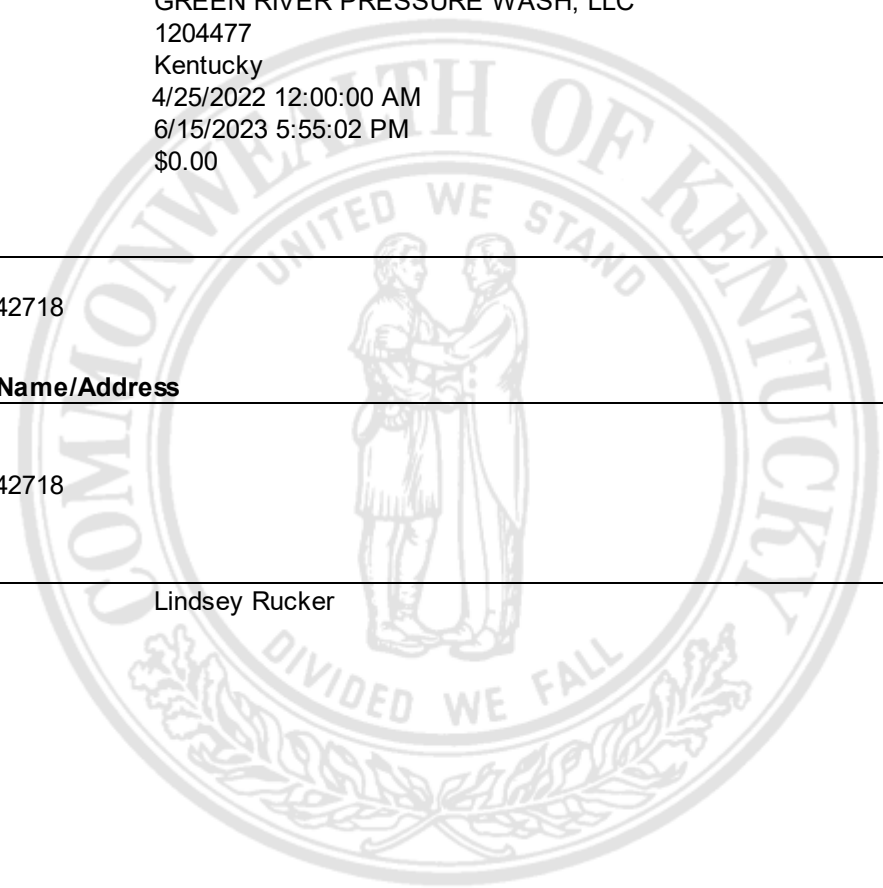 GREEN RIVER PRESSURE WASH, LLC
1204477
Kentucky
4/25/2022 12:00:00 AM
6/15/2023 5:55:02 PM
$0.00
COMMONWEALTH OF KENTUCKY
UNITED WE STAND
42718
Name/Address
42718
Lindsey Rucker
DIVIDED WE FALL